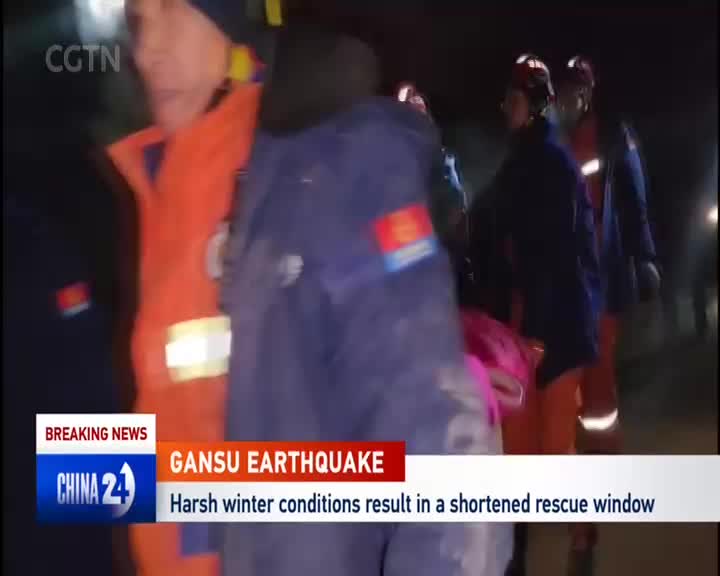 CGTN
BREAKING NEWS
GANSU EARTHQUAKE
CHINA 24
Harsh winter conditions result in a shortened rescue window